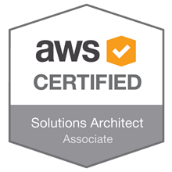 aws
CERTIFIED
Solutions Architect
Associate